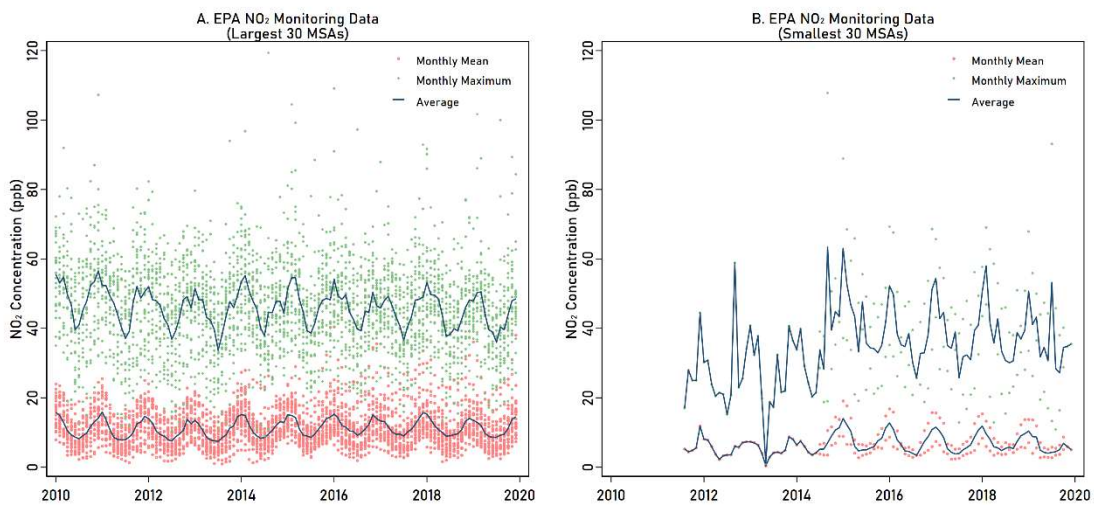 A. EPA NO₂ Monitoring Data
(Largest 30 MSAs)
NO₂ Concentration (ppb)
120
100
80
60
40
20
0
2010 2012 2014 2016 2018 2020
Monthly Mean
Monthly Maximum
Average
B. EPA NO₂ Monitoring Data
(Smallest 30 MSAs)
NO₂ Concentration (ppb)
120
100
80
60
40
20
0
2010 2012 2014 2016 2018 2020
Monthly Mean
Monthly Maximum
Average